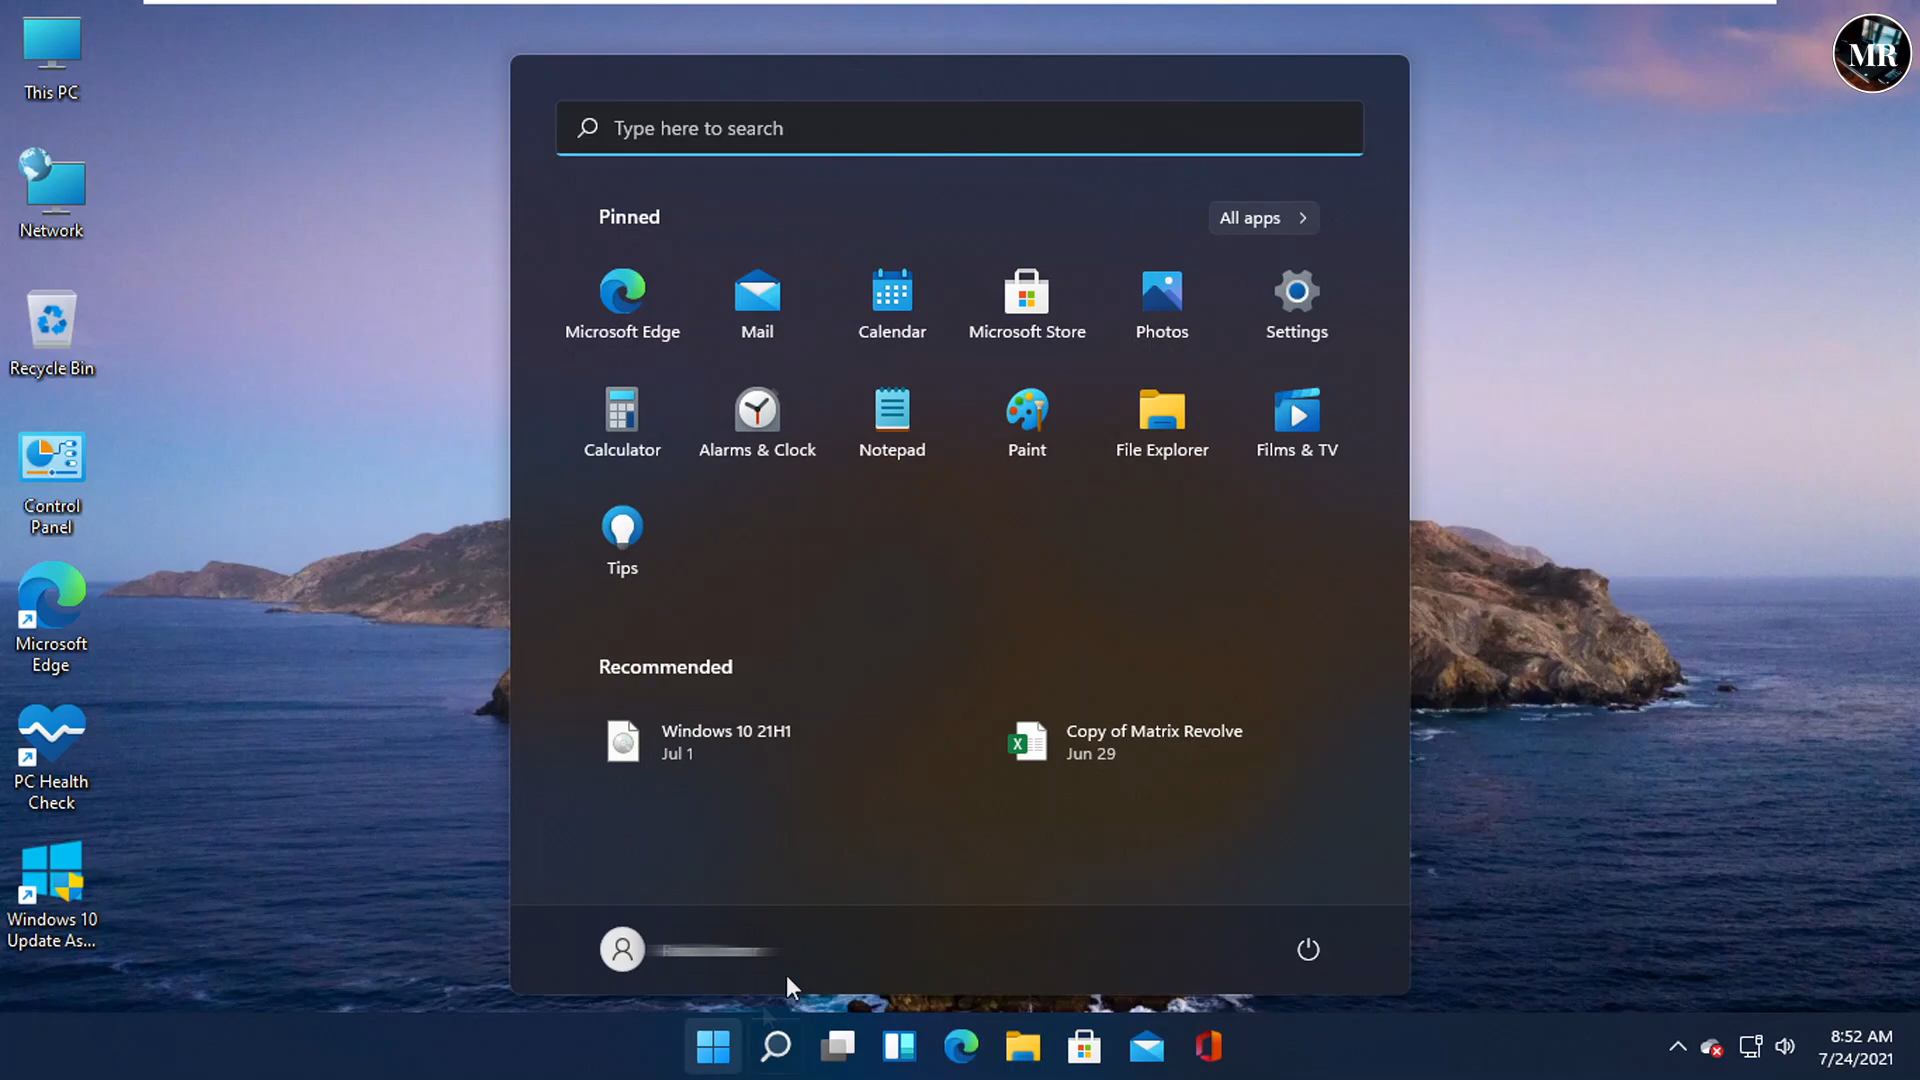 This PC
Network
Recycle Bin
Control
Panel
Microsoft
Edge
PC Health
Check
Windows 10
Update As...
MR
Type here to search
Pinned
All apps
Microsoft Edge
Mail
Calendar
Microsoft Store
Photos
Settings
Calculator
Alarms & Clock
Notepad
Paint
File Explorer
Films & TV
Tips
Recommended
Windows 10 21H1
Jul 1
Copy of Matrix Revolve
Jun 29
8:52 AM
7/24/2021